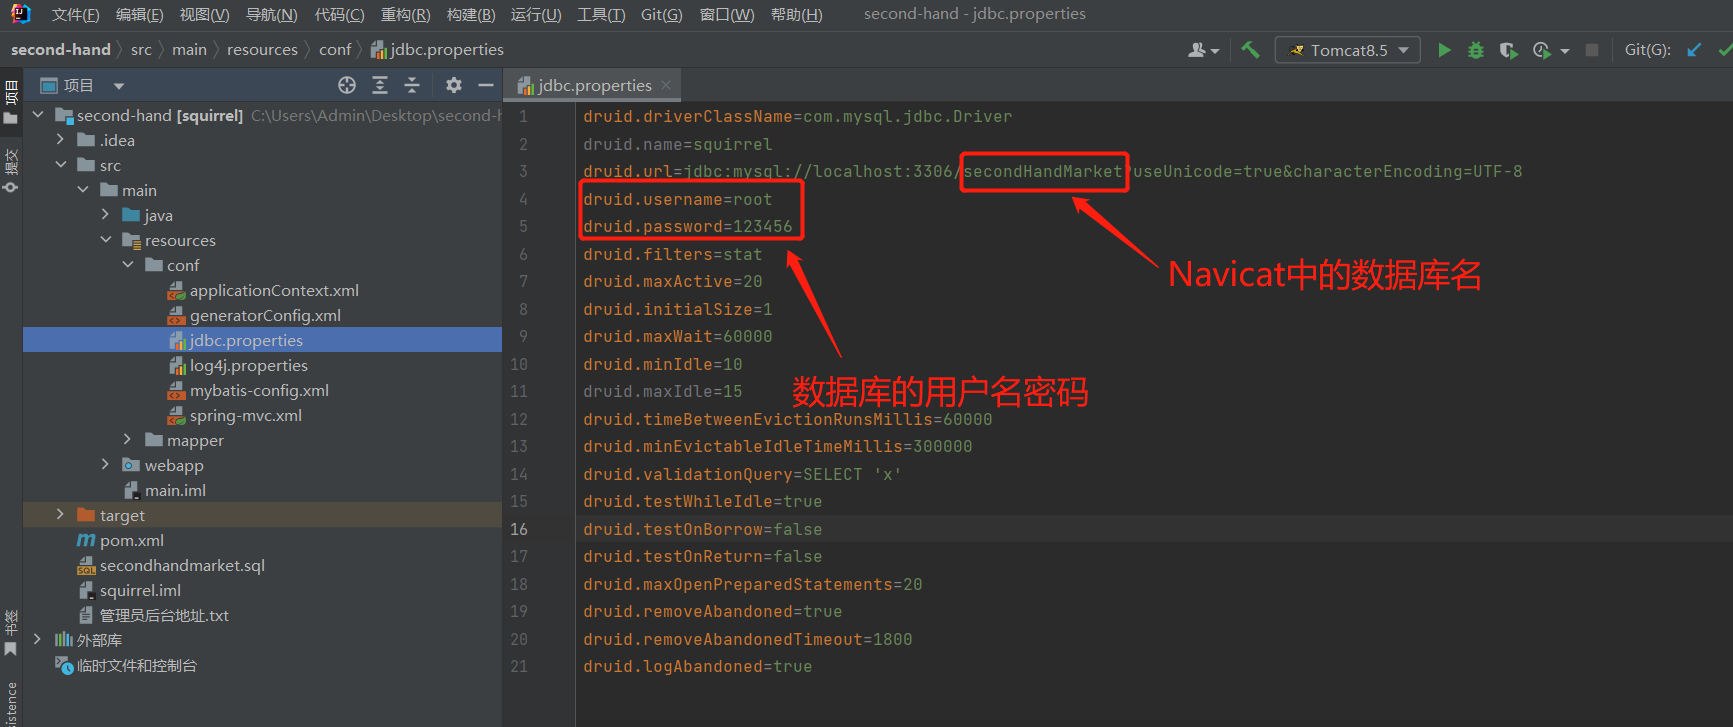 文件(F) 编辑(E) 视图(V) 导航(N) 代码(C) 重构(R) 构建(B) 运行(U) 工具(T) Git(G) 窗口(W) 帮助(H) second-hand - jdbc.properties
second-hand src main resources conf jdbc.properties Tomcat8.5 Git(G):
项目
jdbc.properties
项目
提交
书签
second-hand [squirrel] C:\Users\Admin\Desktop\second-h
.idea
src
main
java
resources
conf
applicationContext.xml
generatorConfig.xml
jdbc.properties
log4j.properties
mybatis-config.xml
spring-mvc.xml
mapper
webapp
main.iml
target
pom.xml
secondhandmarket.sql
squirrel.iml
管理员后台地址.txt
外部库
临时文件和控制台
1 druid.driverClassName=com.mysql.jdbc.Driver
2 druid.name=squirrel
3 druid.url=jdbc:mysql://localhost:3306/secondHandMarket?useUnicode=true&characterEncoding=UTF-8
4 druid.username=root
5 druid.password=123456
6 druid.filters=stat
7 druid.maxActive=20
8 druid.initialSize=1
9 druid.maxWait=60000
10 druid.minIdle=10
11 druid.maxIdle=15
12 druid.timeBetweenEvictionRunsMillis=60000
13 druid.minEvictableIdleTimeMillis=300000
14 druid.validationQuery=SELECT 'x'
15 druid.testWhileIdle=true
16 druid.testOnBorrow=false
17 druid.testOnReturn=false
18 druid.maxOpenPreparedStatements=20
19 druid.removeAbandoned=true
20 druid.removeAbandonedTimeout=1800
21 druid.logAbandoned=true
Navicat中的数据库名
数据库的用户名密码